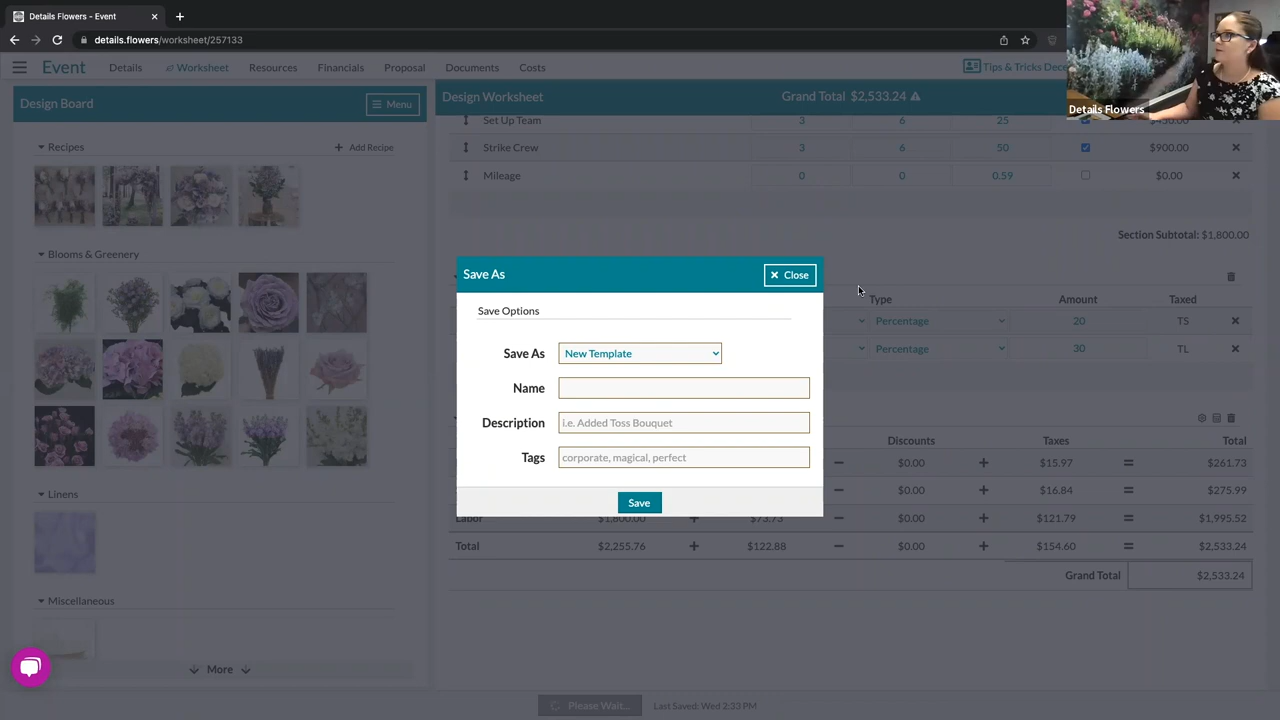 Details Flowers - Event
details.flowers/worksheet/257133
Event
Details
Worksheet
Resources
Financials
Proposal
Documents
Costs
Tips & Tricks
Details Flowers
Design Board
Menu
Design Worksheet
Grand Total $2,533.24
Recipes
Add Recipe
Set Up Team 3 6 25
Strike Crew 3 6 50 $900.00
Mileage 0 0 0.59 $0.00
Section Subtotal: $1,800.00
Blooms & Greenery
Save As
Close
Save Options
Save As New Template
Name
Description i.e. Added Toss Bouquet
Tags corporate, magical, perfect
Save
Type Amount Taxed
Percentage 20 TS
Percentage 30 TL
Discounts Taxes Total
$0.00 $15.97 $261.73
$0.00 $16.84 $275.99
Labor $1,800.00 $73.73 $0.00 $121.79 $1,995.52
Total $2,255.76 $122.88 $0.00 $154.60 $2,533.24
Grand Total $2,533.24
Linens
Miscellaneous
More
Please Wait...
Last Saved: Wed 2:33 PM